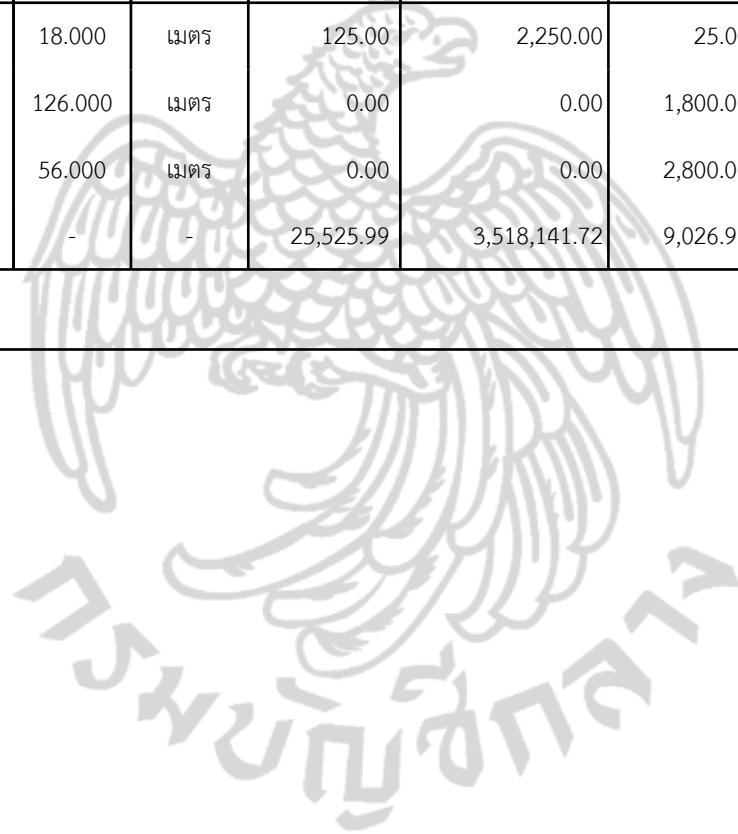 18.000 เมตร 125.00 2,250.00 25.0
126.000 เมตร 0.00 0.00 1,800.0
56.000 เมตร 0.00 0.00 2,800.0
- - 25,525.99 3,518,141.72 9,026.9
กรมบัญชีกลาง